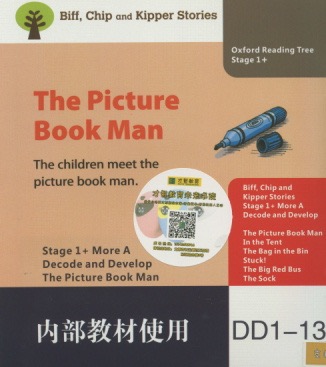 Biff, Chip and Kipper Stories
Oxford Reading Tree
Stage 1+
The Picture
Book Man
The children meet the
picture book man.
Biff, Chip and
Kipper Stories
Stage 1+ More A
Decode and Develop
The Picture Book Man
In the Tent
The Bag in the Bin
Stuck!
The Big Red Bus
The Sock
Stage 1+ More A
Decode and Develop
The Picture Book Man
内部教材使用
DD1-13